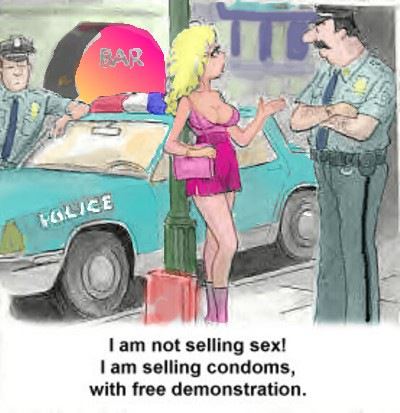 BAR
POLICE
I am not selling sex!
I am selling condoms,
with free demonstration.